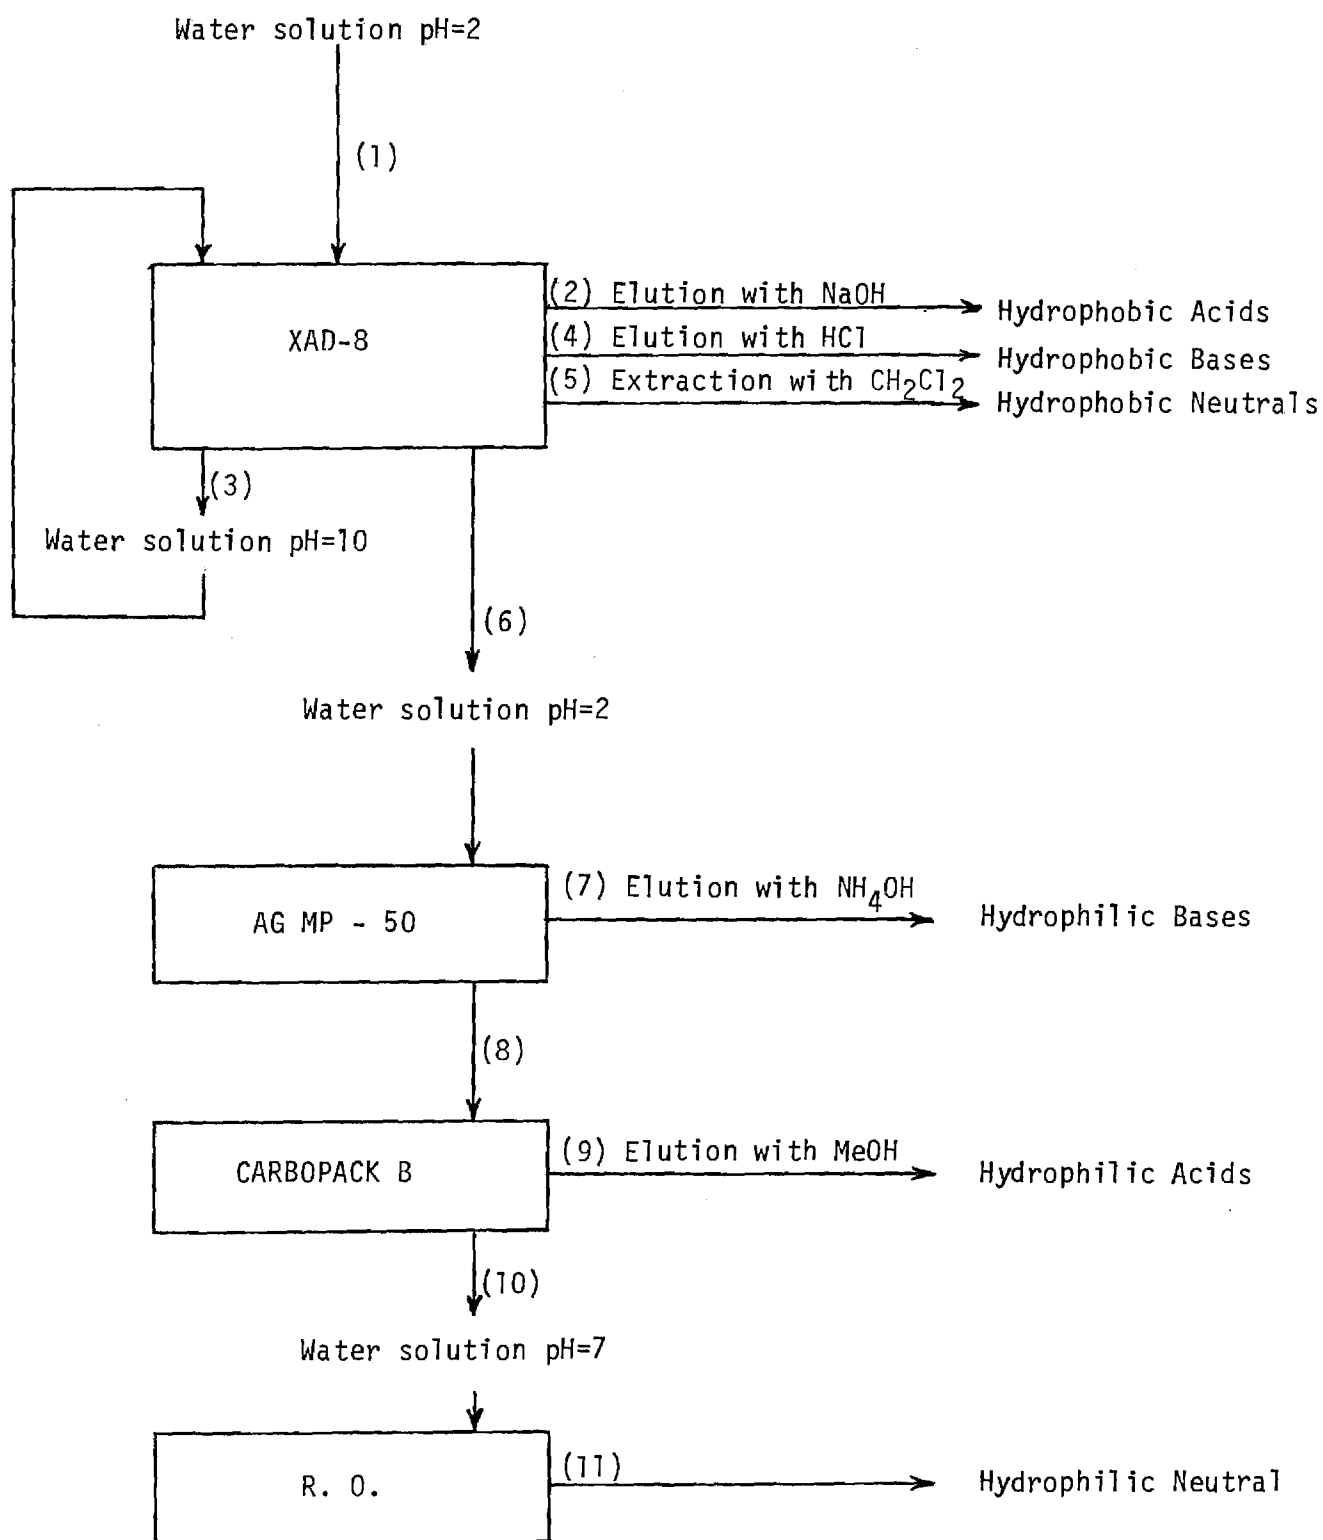 Water solution pH=2
(1)
(2) Elution with NaOH
Hydrophobic Acids
XAD-8
(4) Elution with HCl
Hydrophobic Bases
(5) Extraction with CH2Cl2
Hydrophobic Neutrals
(3)
Water solution pH=10
(6)
Water solution pH=2
AG MP - 50
(7) Elution with NH4OH
Hydrophilic Bases
(8)
CARBOPACK B
(9) Elution with MeOH
Hydrophilic Acids
(10)
Water solution pH=7
R. O.
(11)
Hydrophilic Neutral